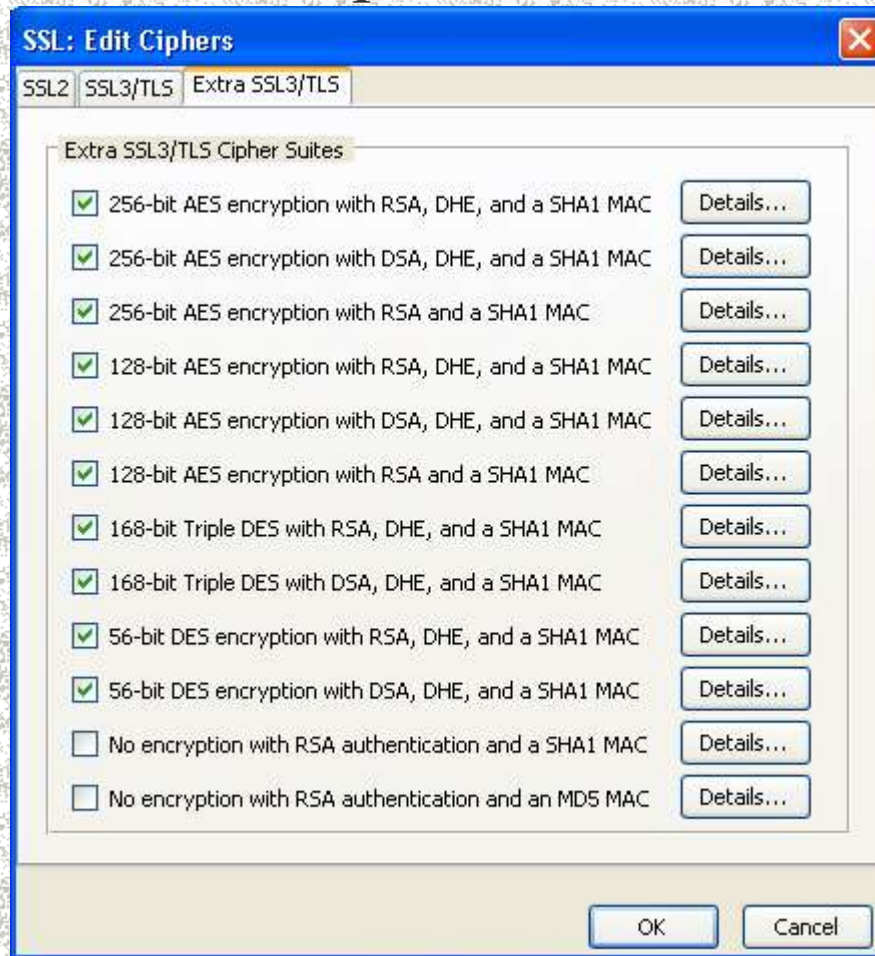 SSL: Edit Ciphers
SSL2 SSL3/TLS Extra SSL3/TLS
Extra SSL3/TLS Cipher Suites
256-bit AES encryption with RSA, DHE, and a SHA1 MAC Details...
256-bit AES encryption with DSA, DHE, and a SHA1 MAC Details...
256-bit AES encryption with RSA and a SHA1 MAC Details...
128-bit AES encryption with RSA, DHE, and a SHA1 MAC Details...
128-bit AES encryption with DSA, DHE, and a SHA1 MAC Details...
128-bit AES encryption with RSA and a SHA1 MAC Details...
168-bit Triple DES with RSA, DHE, and a SHA1 MAC Details...
168-bit Triple DES with DSA, DHE, and a SHA1 MAC Details...
56-bit DES encryption with RSA, DHE, and a SHA1 MAC Details...
56-bit DES encryption with DSA, DHE, and a SHA1 MAC Details...
No encryption with RSA authentication and a SHA1 MAC Details...
No encryption with RSA authentication and an MD5 MAC Details...
OK Cancel